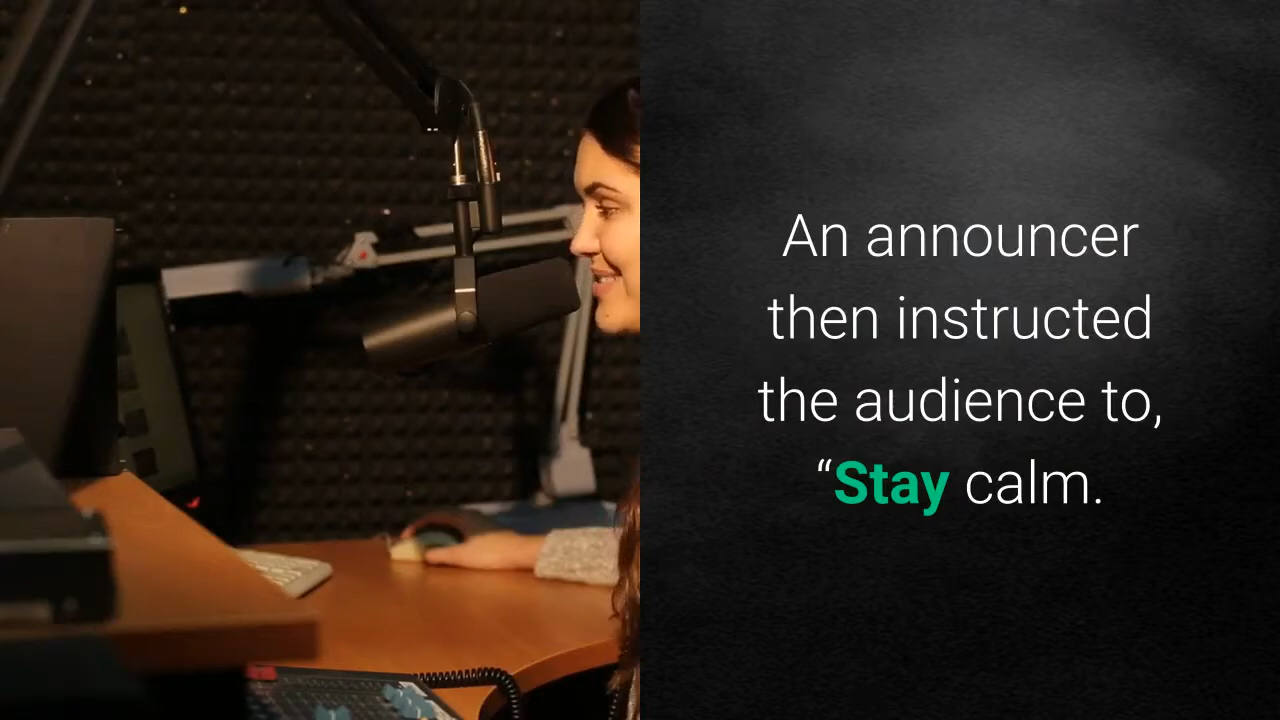 An announcer
then instructed
the audience to,
“Stay calm.